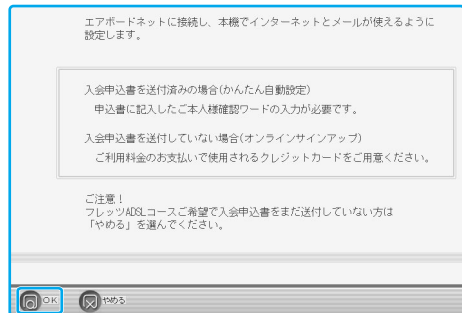 エアボードネットに接続し、本機でインターネットとメールが使えるように
設定します。
入会申込書を送付済みの場合(かんたん自動設定)
申込書に記入したご本人様確認ワードの入力が必要です。
入会申込書を送付していない場合(オンラインサインアップ)
ご利用料金のお支払いで使用されるクレジットカードをご用意ください。
ご注意!
フレッツADSLコースご希望で入会申込書をまだ送付していない方は
「やめる」を選んでください。
OK やめる